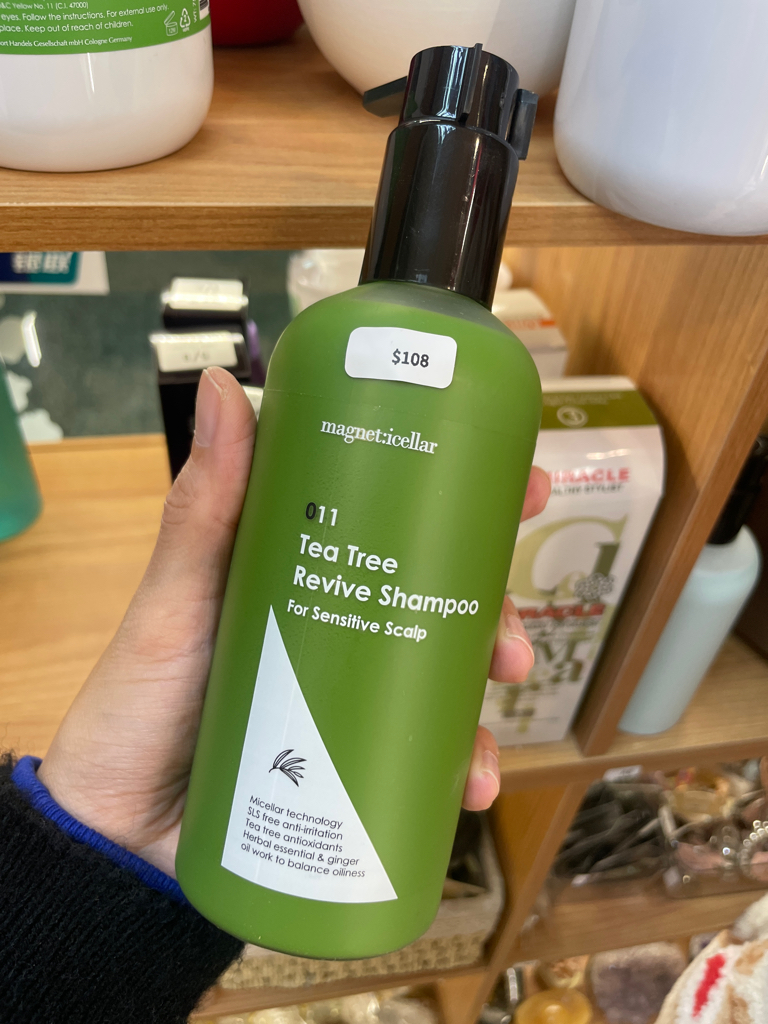 &C Yellow No. 11 (C.I. 47000)
eyes. Follow the instructions. For external use only.
place. Keep out of reach of children.
ort Handels Gesellschaft mbH Cologne Germany
$108
magnet:icellar
011
Tea Tree
Revive Shampoo
For Sensitive Scalp
Micellar technology
SLS free anti-irritation
Tea tree antioxidants
Herbal essential & ginger
oil work to balance oiliness